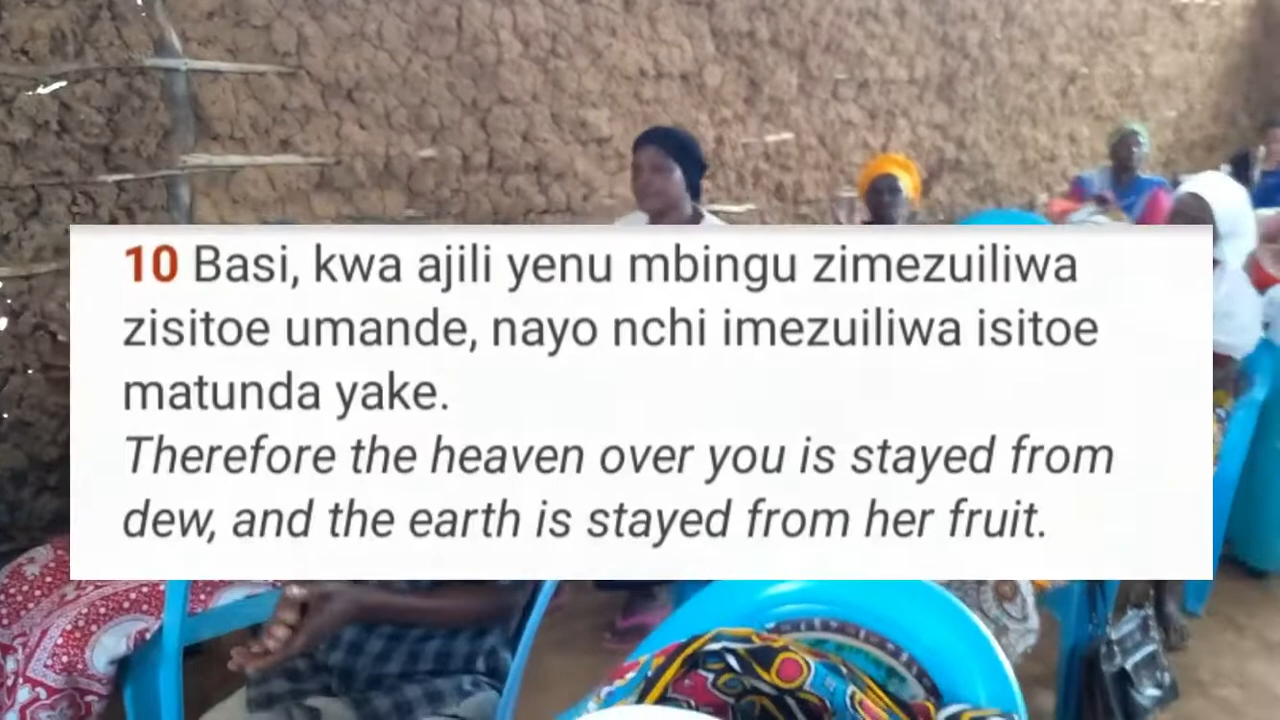 10 Basi, kwa ajili yenu mbingu zimezuiliwa
zisitoe umande, nayo nchi imezuiliwa isitoe
matunda yake.
Therefore the heaven over you is stayed from
dew, and the earth is stayed from her fruit.